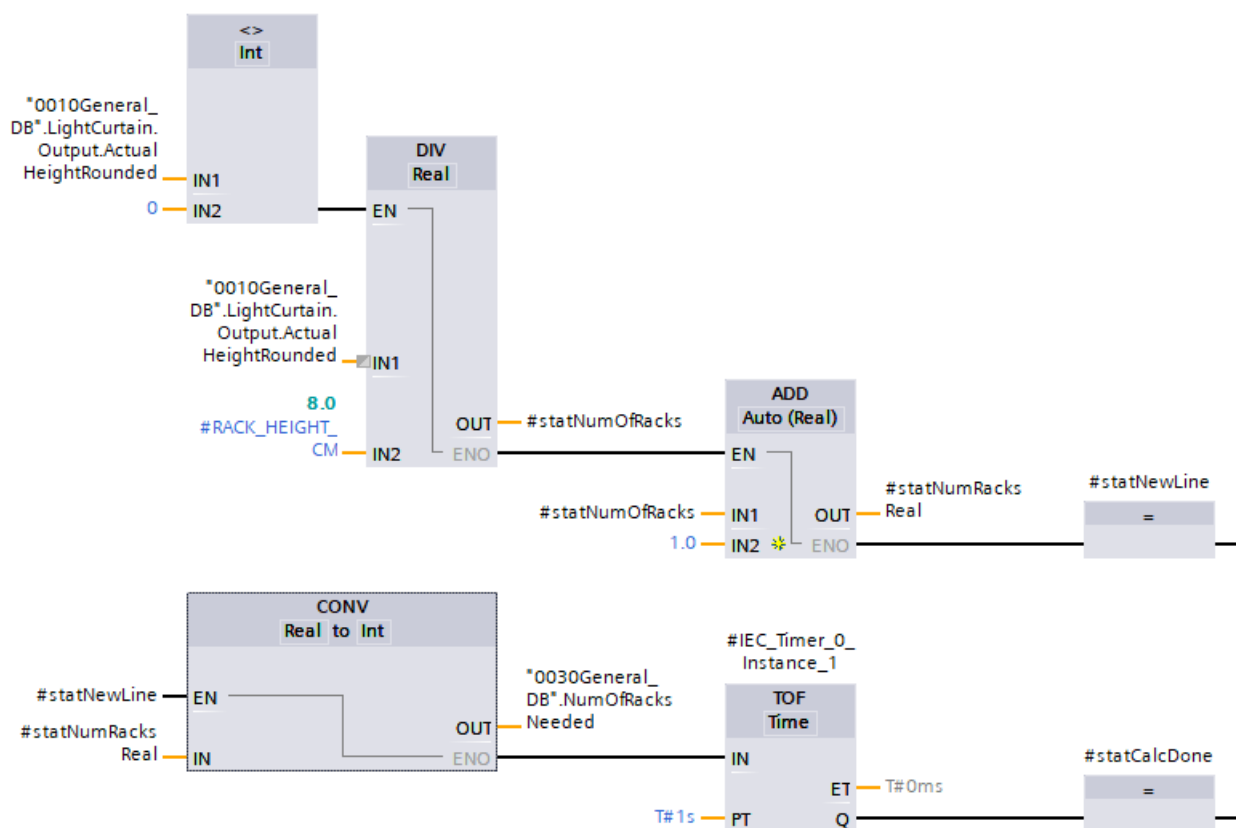 <>
Int
"0010General_
DB".LightCurtain.
Output.Actual
HeightRounded
IN1
0
IN2
DIV
Real
EN
"0010General_
DB".LightCurtain.
Output.Actual
HeightRounded
IN1
8.0
#RACK_HEIGHT_
CM
IN2
OUT
#statNumOfRacks
ENO
ADD
Auto (Real)
EN
#statNumOfRacks
IN1
1.0
IN2
OUT
#statNumRacks
Real
ENO
#statNewLine
=
CONV
Real to Int
#statNewLine
EN
#statNumRacks
Real
IN
OUT
"0030General_
DB".NumOfRacks
Needed
ENO
#IEC_Timer_0_
Instance_1
TOF
Time
IN
ET
T#0ms
T#1s
PT
Q
#statCalcDone
=